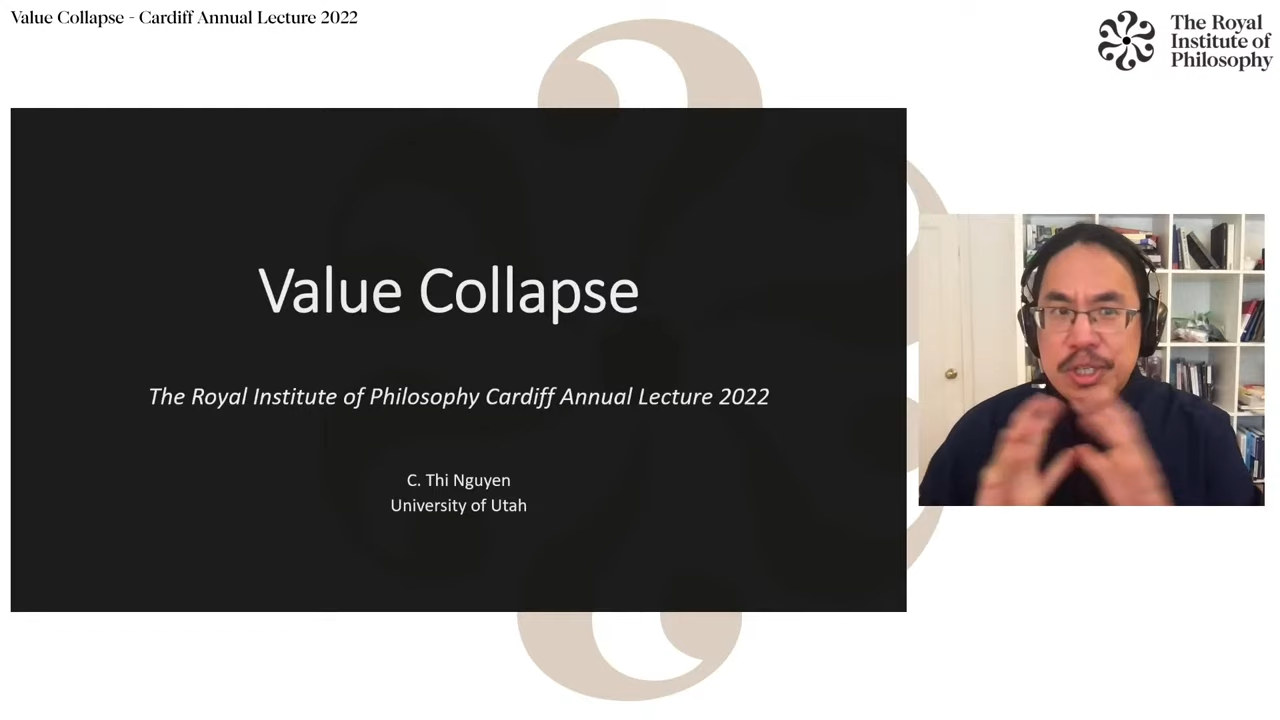 Value Collapse - Cardiff Annual Lecture 2022
The Royal
Institute of
Philosophy
Value Collapse
The Royal Institute of Philosophy Cardiff Annual Lecture 2022
C. Thi Nguyen
University of Utah